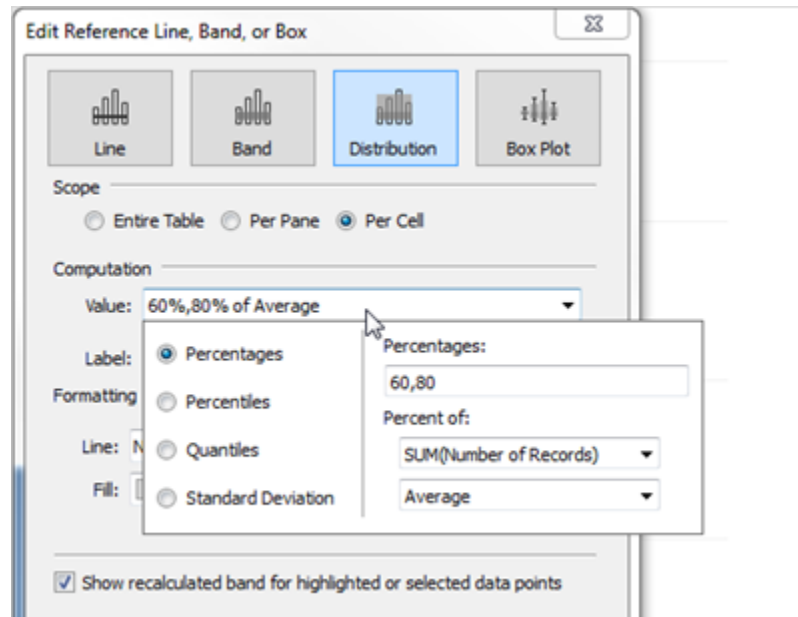 Edit Reference Line, Band, or Box
Line Band Distribution Box Plot
Scope
Entire Table Per Pane Per Cell
Computation
Value: 60%,80% of Average
Label:
Percentages
Percentages:
60,80
Formatting
Percentiles
Percent of:
Line: N
Quantiles
SUM(Number of Records)
Fill:
Standard Deviation
Average
Show recalculated band for highlighted or selected data points